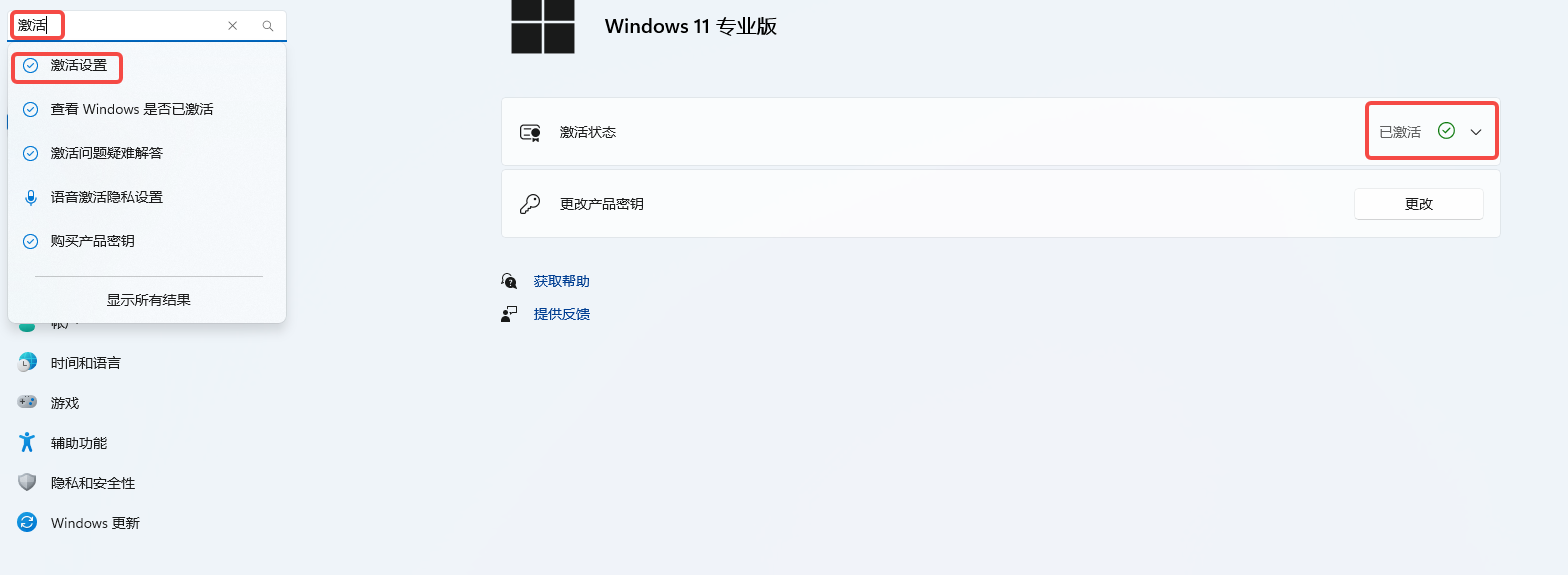 激活
Windows 11 专业版
激活设置
查看 Windows 是否已激活
激活问题疑难解答
语音激活隐私设置
购买产品密钥
显示所有结果
时间和语言
游戏
辅助功能
隐私和安全性
Windows 更新
激活状态
已激活
更改产品密钥
更改
获取帮助
提供反馈